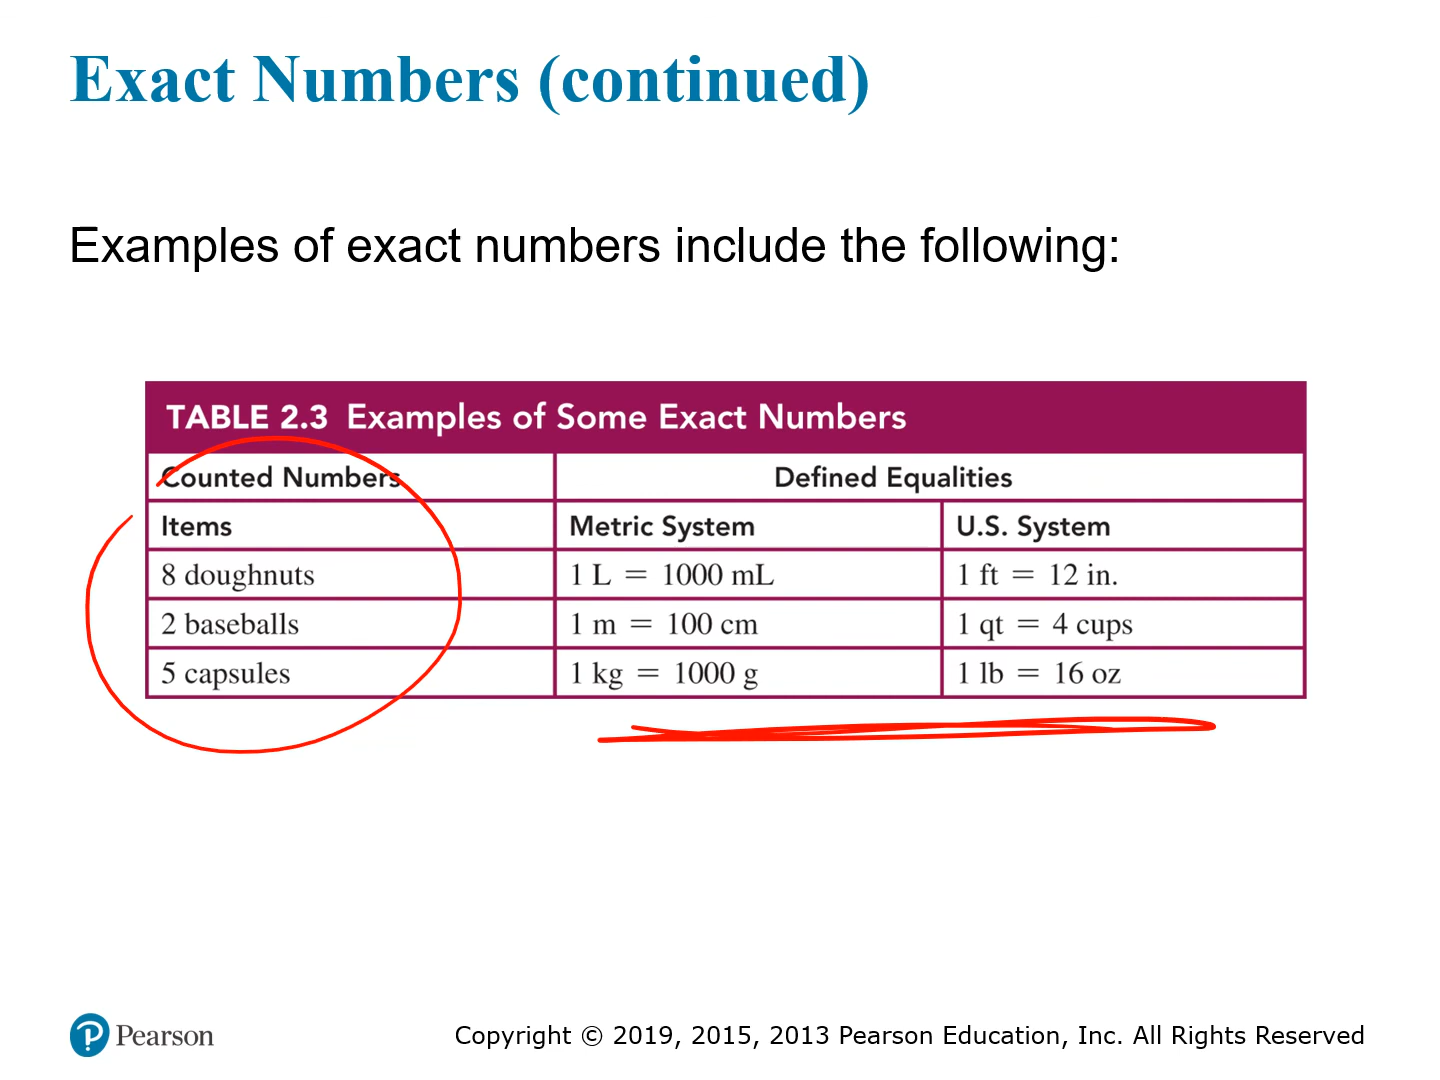 Exact Numbers (continued)
Examples of exact numbers include the following:
TABLE 2.3 Examples of Some Exact Numbers
Counted Numbers Defined Equalities
Items Metric System U.S. System
8 doughnuts 1 L = 1000 mL 1 ft = 12 in.
2 baseballs 1 m = 100 cm 1 qt = 4 cups
5 capsules 1 kg = 1000 g 1 lb = 16 oz
Pearson Copyright © 2019, 2015, 2013 Pearson Education, Inc. All Rights Reserved